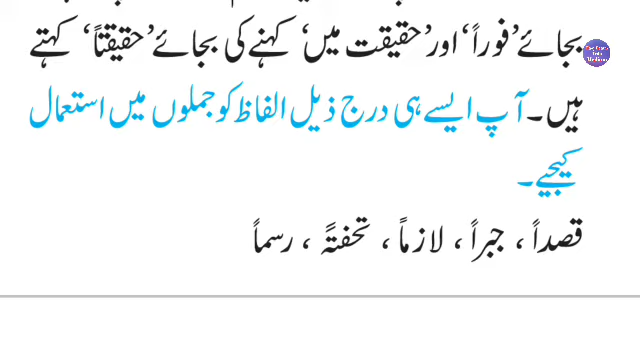 بجائے ’فوراً‘ اور ’حقیقت میں‘ کہنے کی بجائے ’حقیقتاً‘ کہتے
ہیں۔ آپ ایسے ہی درج ذیل الفاظ کو جملوں میں استعمال
کیجیے۔
قصداً ، جبراً ، لازماً ، تحفتہً ، رسماً